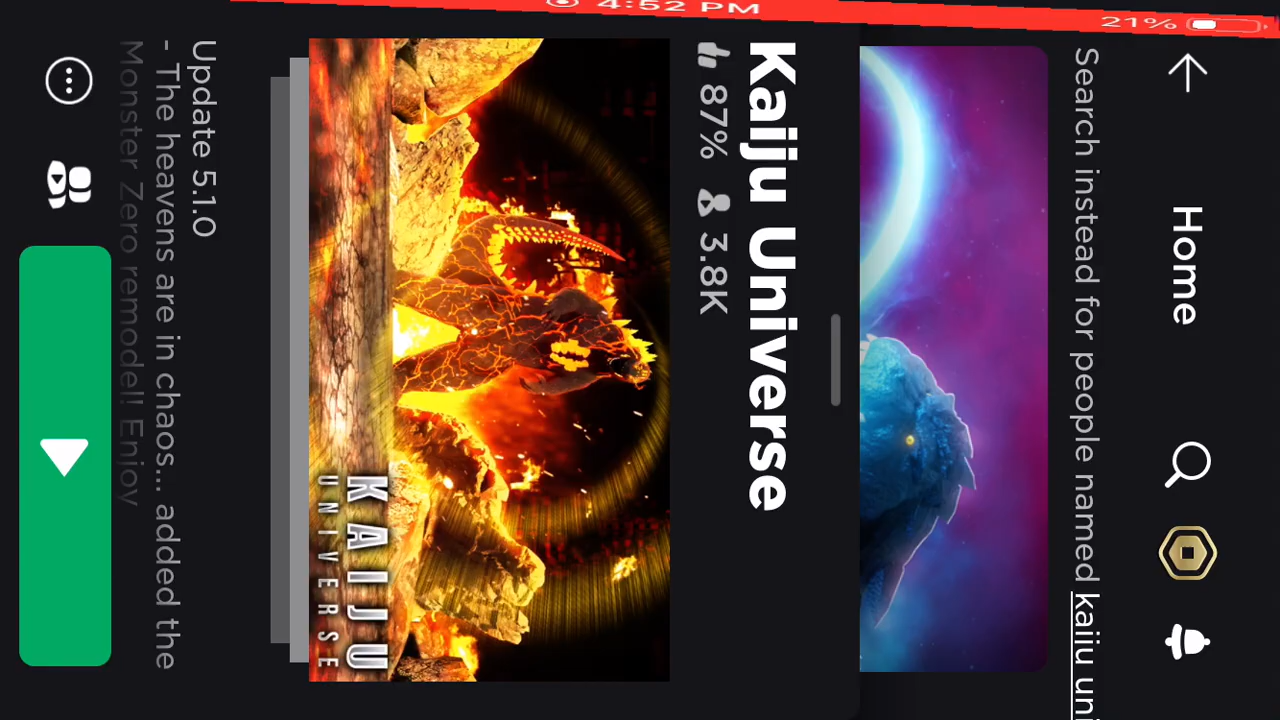 4:52 PM
21%
Home
Search instead for people named kaiju uni
Kaiju Universe
87% 3.8K
KAIJU
UNIVERSE
Update 5.1.0
- The heavens are in chaos... added the
Monster Zero remodel! Enjoy